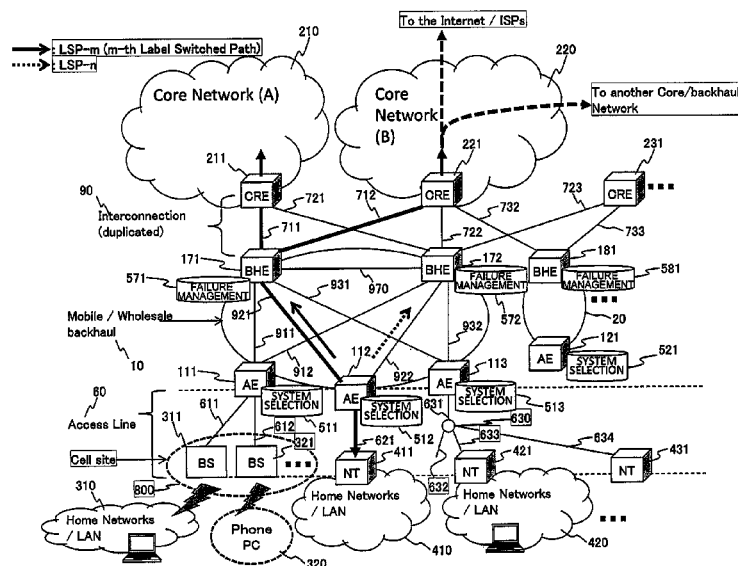 To the Internet / ISPs
: LSP-m (m-th Label Switched Path)
: LSP-n
210
220
Core Network (A)
Core
Network
(B)
To another Core/backhaul
Network
211
221
231
CRE
CRE
CRE
90
Interconnection
(duplicated)
721
712
732
723
711
722
733
171
172
181
BHE
BHE
BHE
571
FAILURE
MANAGEMENT
970
FAILURE
MANAGEMENT
FAILURE
MANAGEMENT
581
921
931
572
20
Mobile / Wholesale
backhaul
911
932
10
912
112
922
113
121
AE
SYSTEM
SELECTION
521
111
AE
AE
AE
60
Access Line
SYSTEM
SELECTION
SYSTEM
SELECTION
SYSTEM
SELECTION
513
611
511
512
631
630
311
612
321
621
411
633
421
634
431
Cell site
BS
BS
NT
NT
NT
800
632
310
Home Networks
/ LAN
Phone
PC
Home Networks
/ LAN
Home Networks
/ LAN
320
410
420